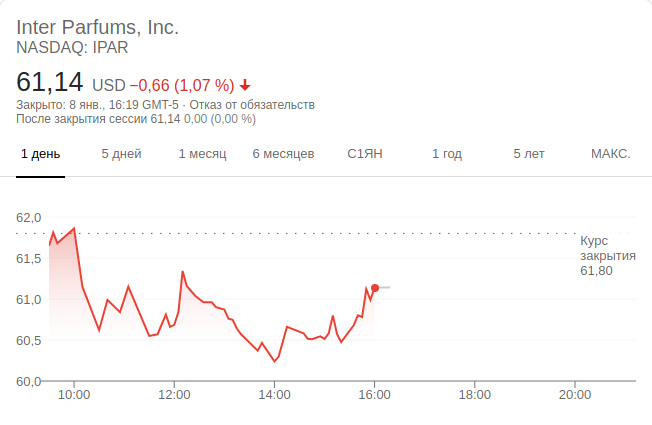 Inter Parfums, Inc.
NASDAQ: IPAR
61,14 USD −0,66 (1,07 %)
Закрыто: 8 янв., 16:19 GMT-5 · Отказ от обязательств
После закрытия сессии 61,14 0,00 (0,00 %)
1 день 5 дней 1 месяц 6 месяцев С1ЯН 1 год 5 лет МАКС.
62,0
Курс
закрытия
61,80
61,5
61,0
60,5
60,0
10:00 12:00 14:00 16:00 18:00 20:00